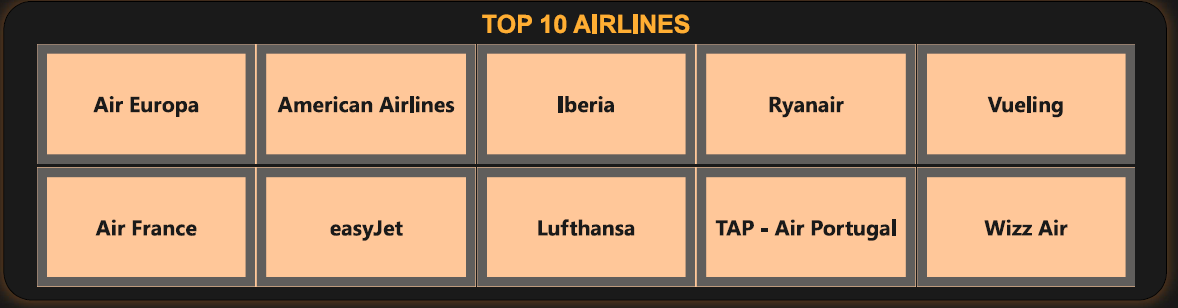 TOP 10 AIRLINES
Air Europa
American Airlines
Iberia
Ryanair
Vueling
Air France
easyJet
Lufthansa
TAP - Air Portugal
Wizz Air